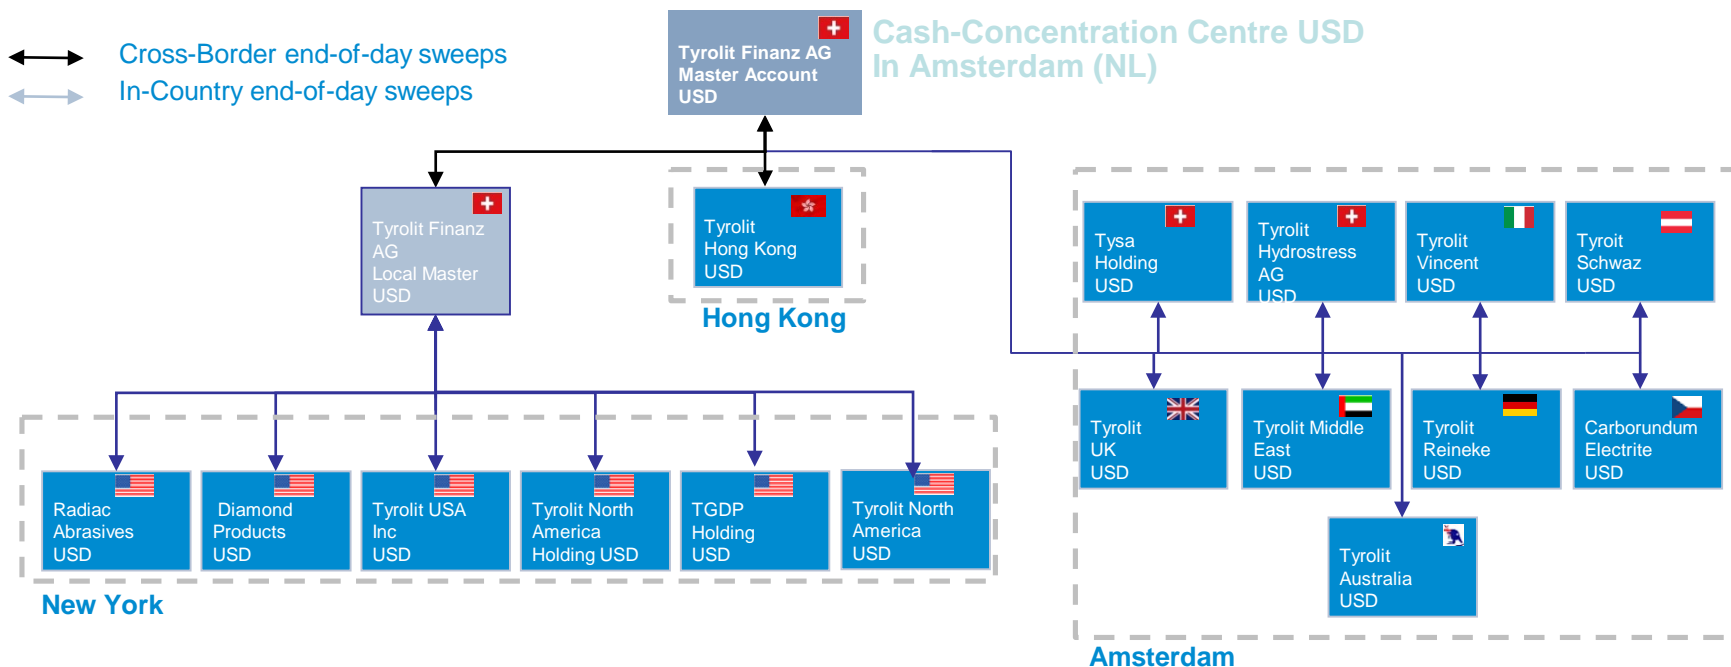 Cross-Border end-of-day sweeps
In-Country end-of-day sweeps
Tyrolit Finanz AG
Master Account
USD
Cash-Concentration Centre USD
In Amsterdam (NL)
Tyrolit Finanz
AG
Local Master
USD
Tyrolit
Hong Kong
USD
Hong Kong
Tysa
Holding
USD
Tyrolit
Hydrostress
AG
USD
Tyrolit
Vincent
USD
Tyroit
Schwaz
USD
Tyrolit
UK
USD
Tyrolit Middle
East
USD
Tyrolit
Reineke
USD
Carborundum
Electrite
USD
Radiac
Abrasives
USD
Diamond
Products
USD
Tyrolit USA
Inc
USD
Tyrolit North
America
Holding USD
TGDP
Holding
USD
Tyrolit North
America
USD
Tyrolit
Australia
USD
New York
Amsterdam